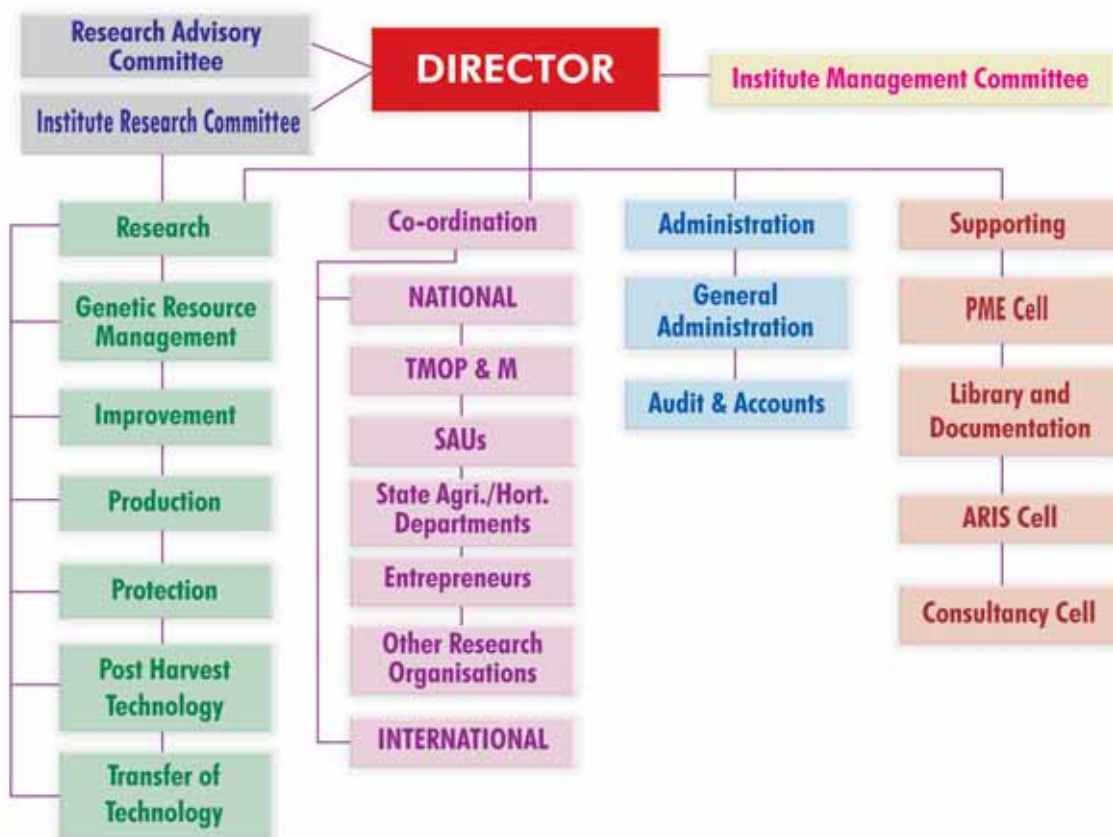 Research Advisory
Committee
DIRECTOR
Institute Management Committee
Institute Research Committee
Research
Genetic Resource
Management
Improvement
Production
Protection
Post Harvest
Technology
Transfer of
Technology
Co-ordination
NATIONAL
TMOP & M
SAUs
State Agri./Hort.
Departments
Entrepreneurs
Other Research
Organisations
INTERNATIONAL
Administration
General
Administration
Audit & Accounts
Supporting
PME Cell
Library and
Documentation
ARIS Cell
Consultancy Cell